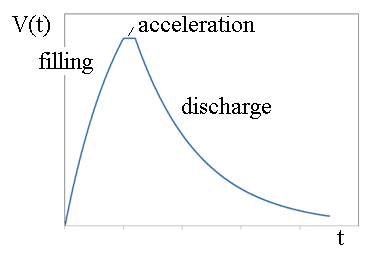 V(t)
acceleration
filling
discharge
t